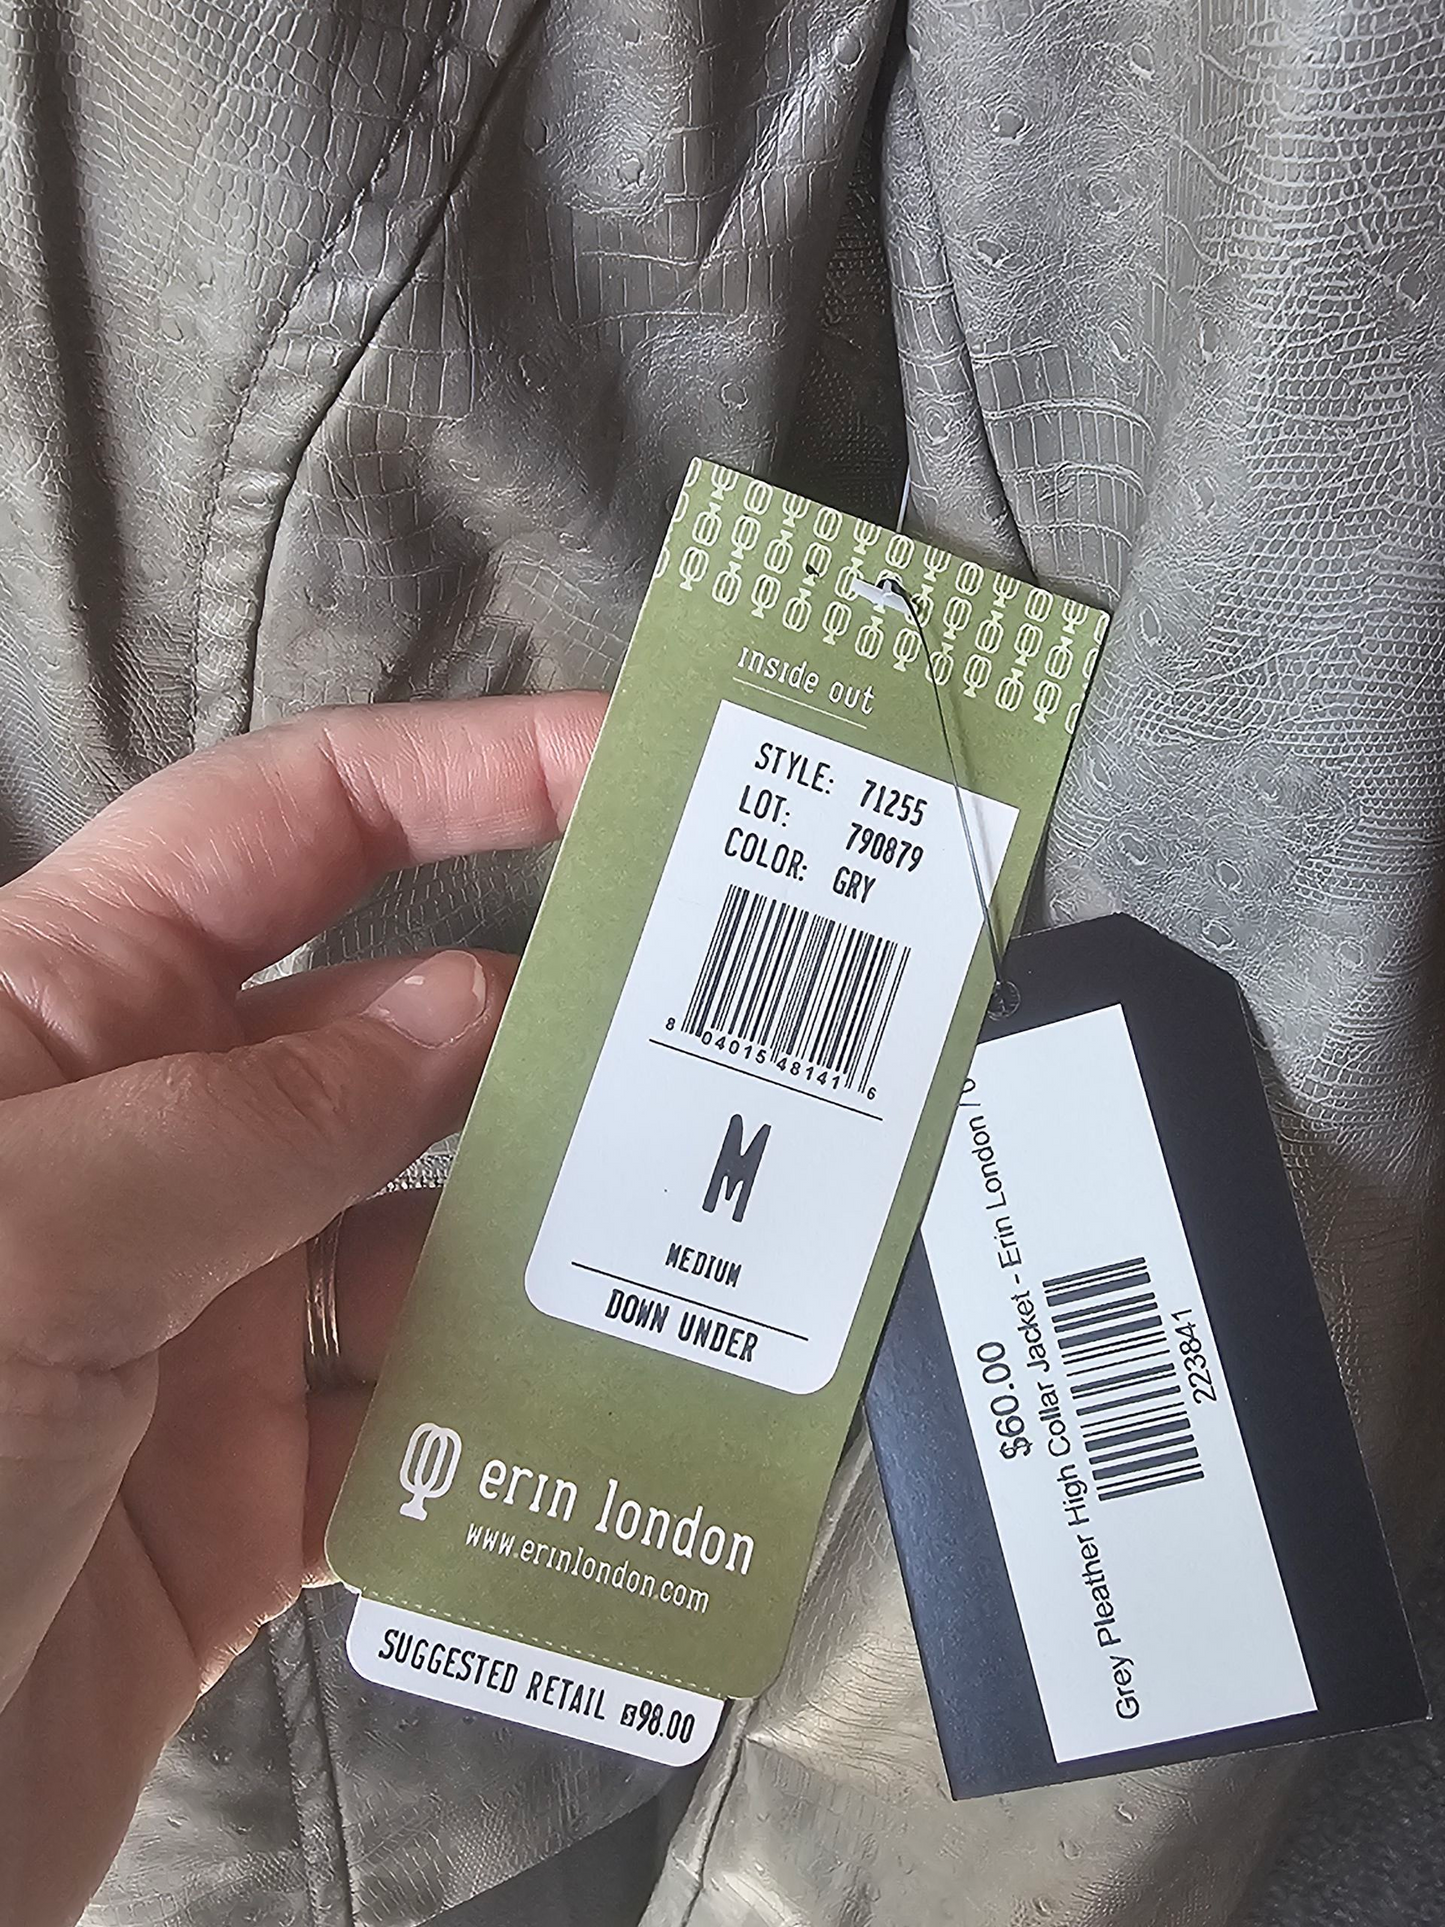 inside out
STYLE: 71255
LOT: 790879
COLOR: GRY
8 04015 48141 6
M
MEDIUM
DOWN UNDER
erin london
www.erinlondon.com
SUGGESTED RETAIL $98.00
$60.00
Grey Pleather High Collar Jacket - Erin London
223841